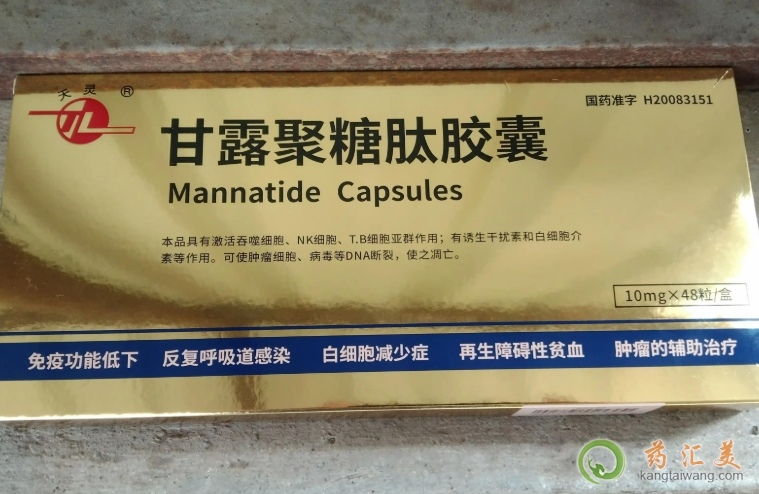 天灵 ®
国药准字 H20083151
甘露聚糖肽胶囊
Mannatide Capsules
本品具有激活吞噬细胞、NK细胞、T.B细胞亚群作用；有诱生干扰素和白细胞介
素等作用。可使肿瘤细胞、病毒等DNA断裂，使之凋亡。
10mg×48粒/盒
免疫功能低下 反复呼吸道感染 白细胞减少症 再生障碍性贫血 肿瘤的辅助治疗
药汇美
kangtaiwang.com